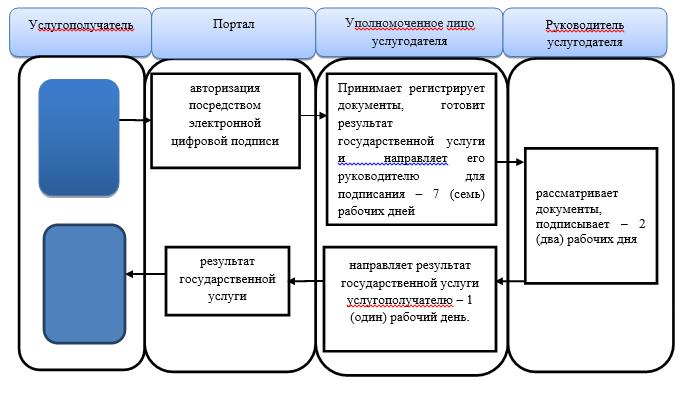 Услугополучатель
Портал
Уполномоченное лицо
услугодателя
Руководитель
услугодателя
авторизация
посредством
электронной
цифровой подписи
Принимает регистрирует
документы, готовит
результат
государственной услуги
и направляет его
руководителю для
подписания – 7 (семь)
рабочих дней
рассматривает
документы,
подписывает – 2
(два) рабочих дня
результат
государственной
услуги
направляет результат
государственной услуги
услугополучателю – 1
(один) рабочий день.